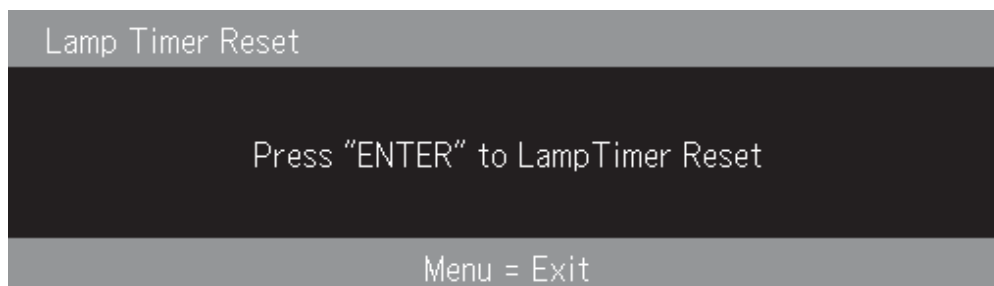 Lamp Timer Reset
Press "ENTER" to LampTimer Reset
Menu = Exit